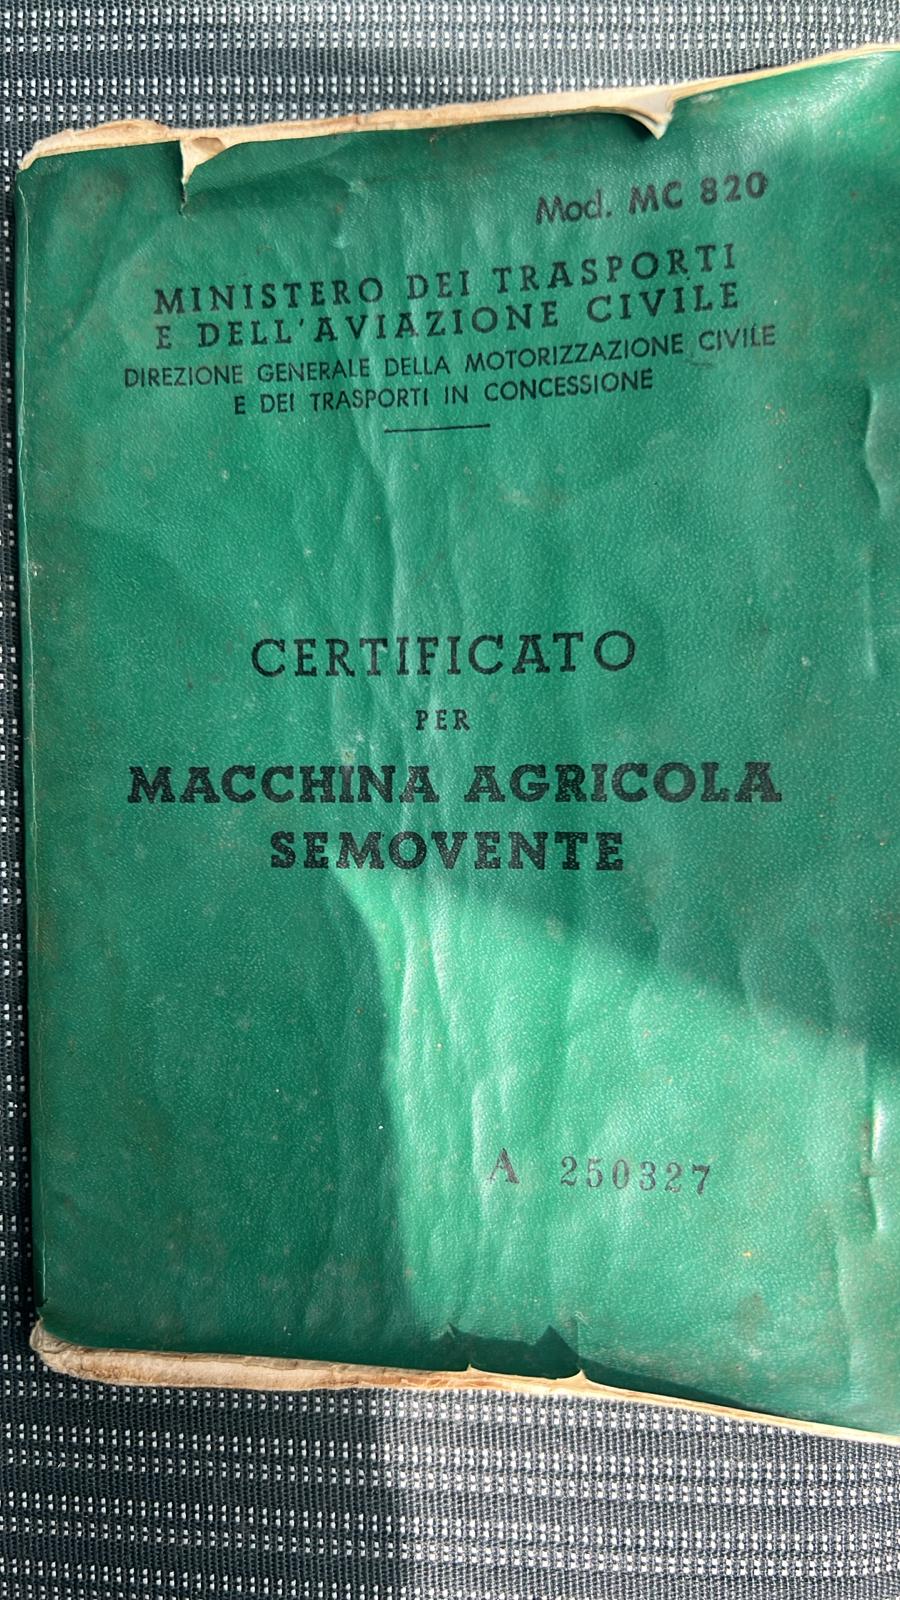 Mod. MC 820
MINISTERO DEI TRASPORTI
E DELL'AVIAZIONE CIVILE
DIREZIONE GENERALE DELLA MOTORIZZAZIONE CIVILE
E DEI TRASPORTI IN CONCESSIONE
CERTIFICATO
PER
MACCHINA AGRICOLA
SEMOVENTE
A 250327